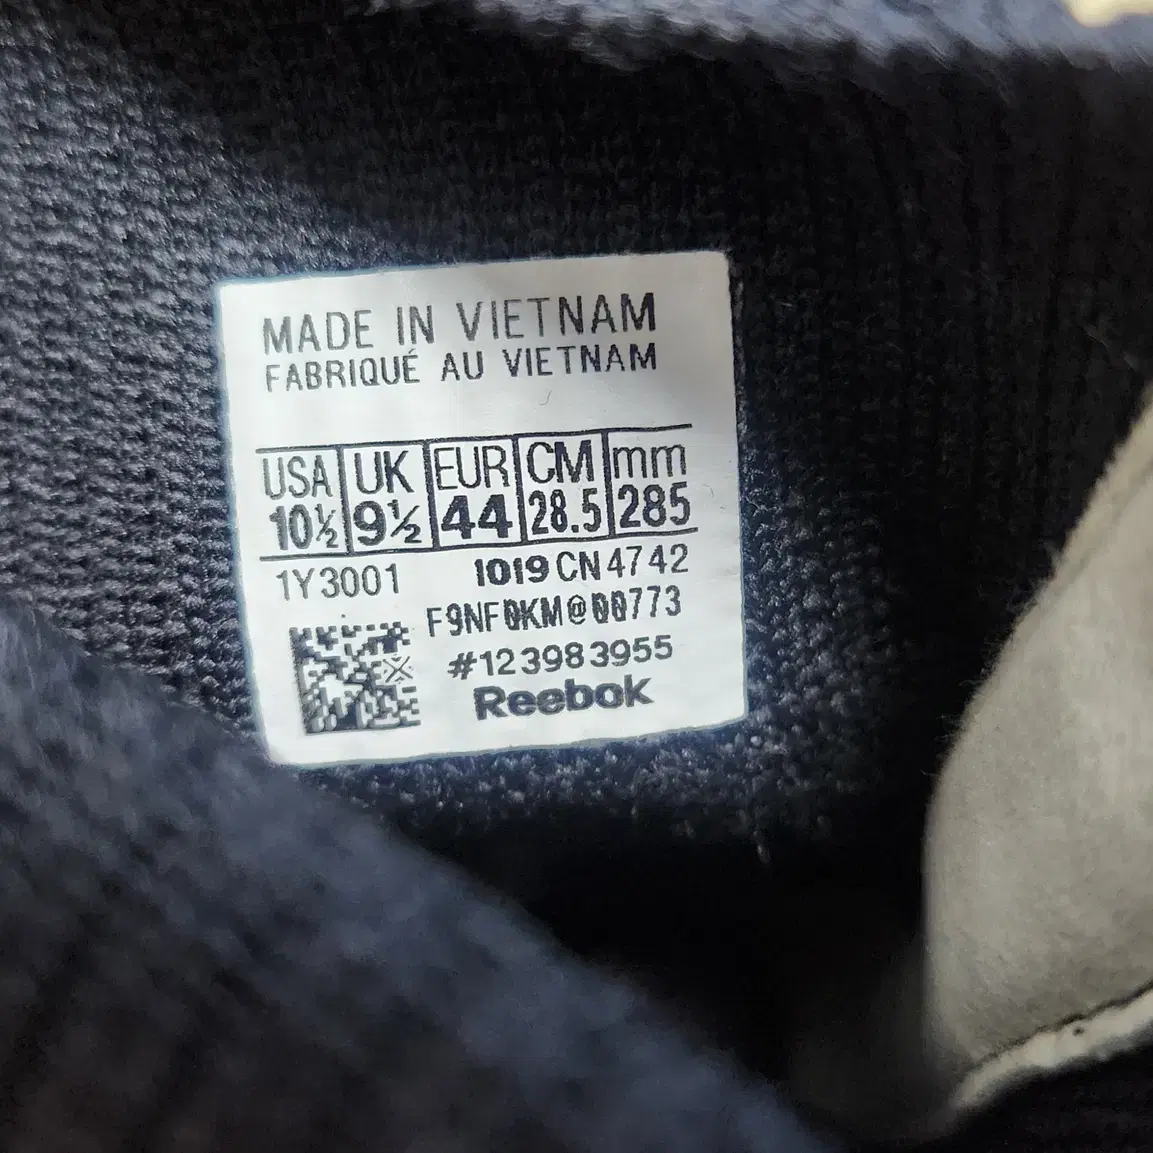 MADE IN VIETNAM
FABRIQUÉ AU VIETNAM
USA UK EUR CM mm
10½ 9½ 44 28.5 285
1Y3001 1019 CN4742
F9NF0KM@00773
#123983955
Reebok